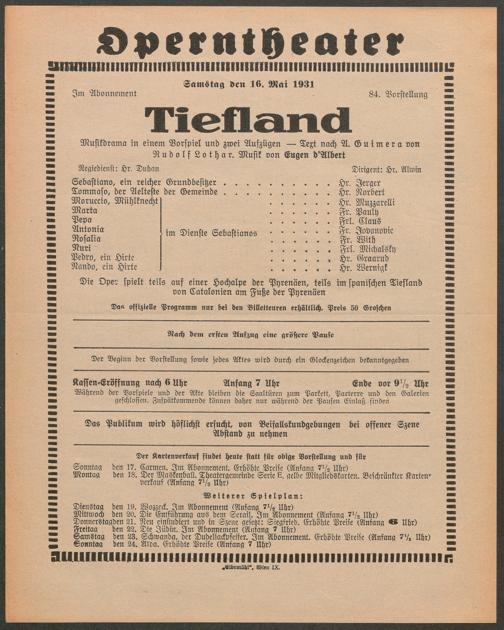 Operntheater
Samstag den 16. Mai 1931
Im Abonnement 84. Vorstellung
Tiefland
Musikdrama in einem Vorspiel und zwei Aufzügen — Text nach A. Guimera von
Rudolf Lothar. Musik von Eugen d'Albert
Regiedienst: Hr. Duhan Dirigent: Hr. Alwin
Sebastiano, ein reicher Grundbesitzer . . . . . . . . . . Hr. Jerger
Tommaso, der Aelteste der Gemeinde . . . . . . . . . . Hr. Norbert
Moruccio, Mühlknecht . . . . . . Hr. Muzzarelli
Marta . . . . . . Fr. Pauly
Pepa . . . . . . Frl. Claus
Antonia . . . . . . Fr. Jovanovic
im Dienste Sebastianos
Rosalia . . . . . . Fr. With
Nuri . . . . . . Frl. Michalsky
Pedro, ein Hirte . . . . . . Hr. Graarud
Nando, ein Hirte . . . . . . Hr. Wernigk
Die Oper spielt teils auf einer Hochalpe der Pyrenäen, teils im spanischen Tiefland
von Catalonien am Fuße der Pyrenäen
Das offizielle Programm nur bei den Billetteuren erhältlich. Preis 50 Groschen
Nach dem ersten Aufzug eine größere Pause
Der Beginn der Vorstellung sowie jedes Aktes wird durch ein Glockenzeichen bekanntgegeben
Kassen-Eröffnung nach 6 Uhr Anfang 7 Uhr Ende vor 9½ Uhr
Während der Vorspiele und der Akte bleiben die Saaltüren zum Parkett, Parterre und den Galerien
geschlossen. Zuspätkommende können daher nur während der Pausen Einlaß finden
Das Publikum wird höflichst ersucht, von Beifallskundgebungen bei offener Szene
Abstand zu nehmen
Der Kartenverkauf findet heute statt für obige Vorstellung und für
Sonntag den 17. Carmen. Im Abonnement. Erhöhte Preise (Anfang 7½ Uhr)
Montag den 18. Der Maskenball. Theatergemeinde Serie E, gelbe Mitgliedskarten. Beschränkter Karten-
verkauf (Anfang 7½ Uhr)
Weiterer Spielplan:
Dienstag den 19. Wozzeck. Im Abonnement (Anfang 7½ Uhr)
Mittwoch den 20. Die Entführung aus dem Serail. Im Abonnement (Anfang 7½ Uhr)
Donnerstag den 21. Neu einstudiert und in Szene gesetzt: Siegfried. Erhöhte Preise (Anfang 6 Uhr)
Freitag den 22. Die Jüdin. Im Abonnement (Anfang 7 Uhr)
Samstag den 23. Schwanda, der Dudelsackpfeifer. Im Abonnement. Erhöhte Preise (Anfang 7½ Uhr)
Sonntag den 24. Aida. Erhöhte Preise (Anfang 7 Uhr)
„Elbemühl“, Wien IX.